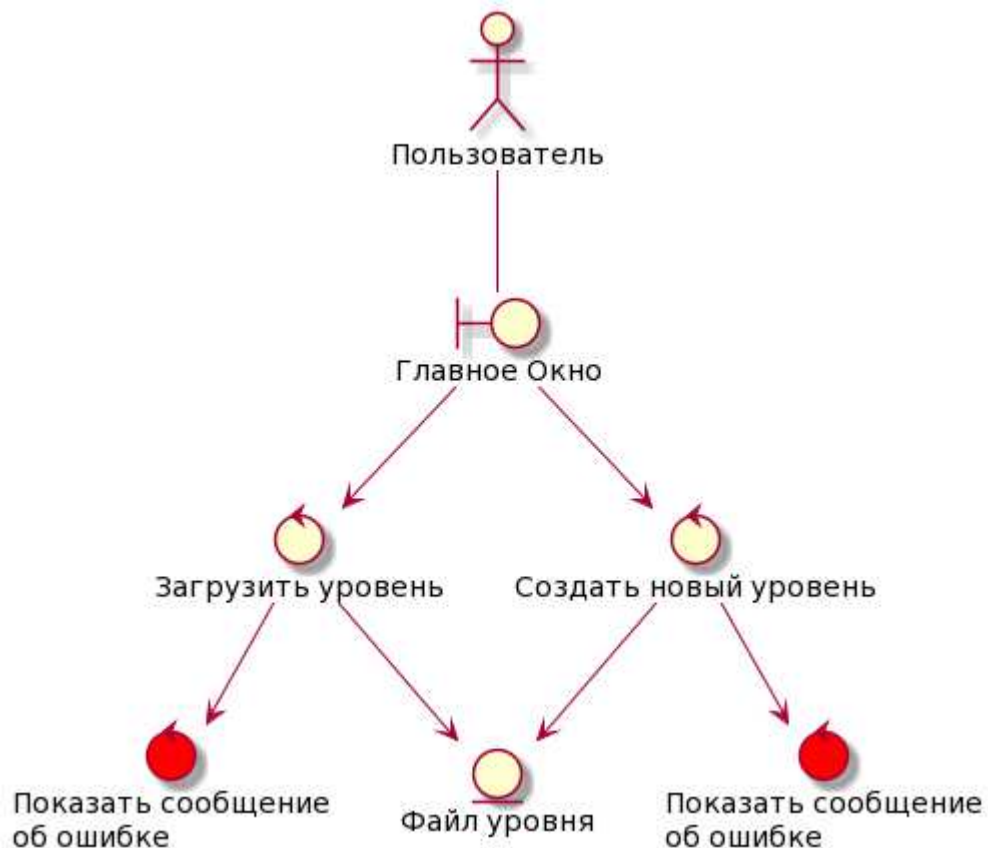 Пользователь
Главное Окно
Загрузить уровень
Создать новый уровень
Показать сообщение
об ошибке
Файл уровня
Показать сообщение
об ошибке